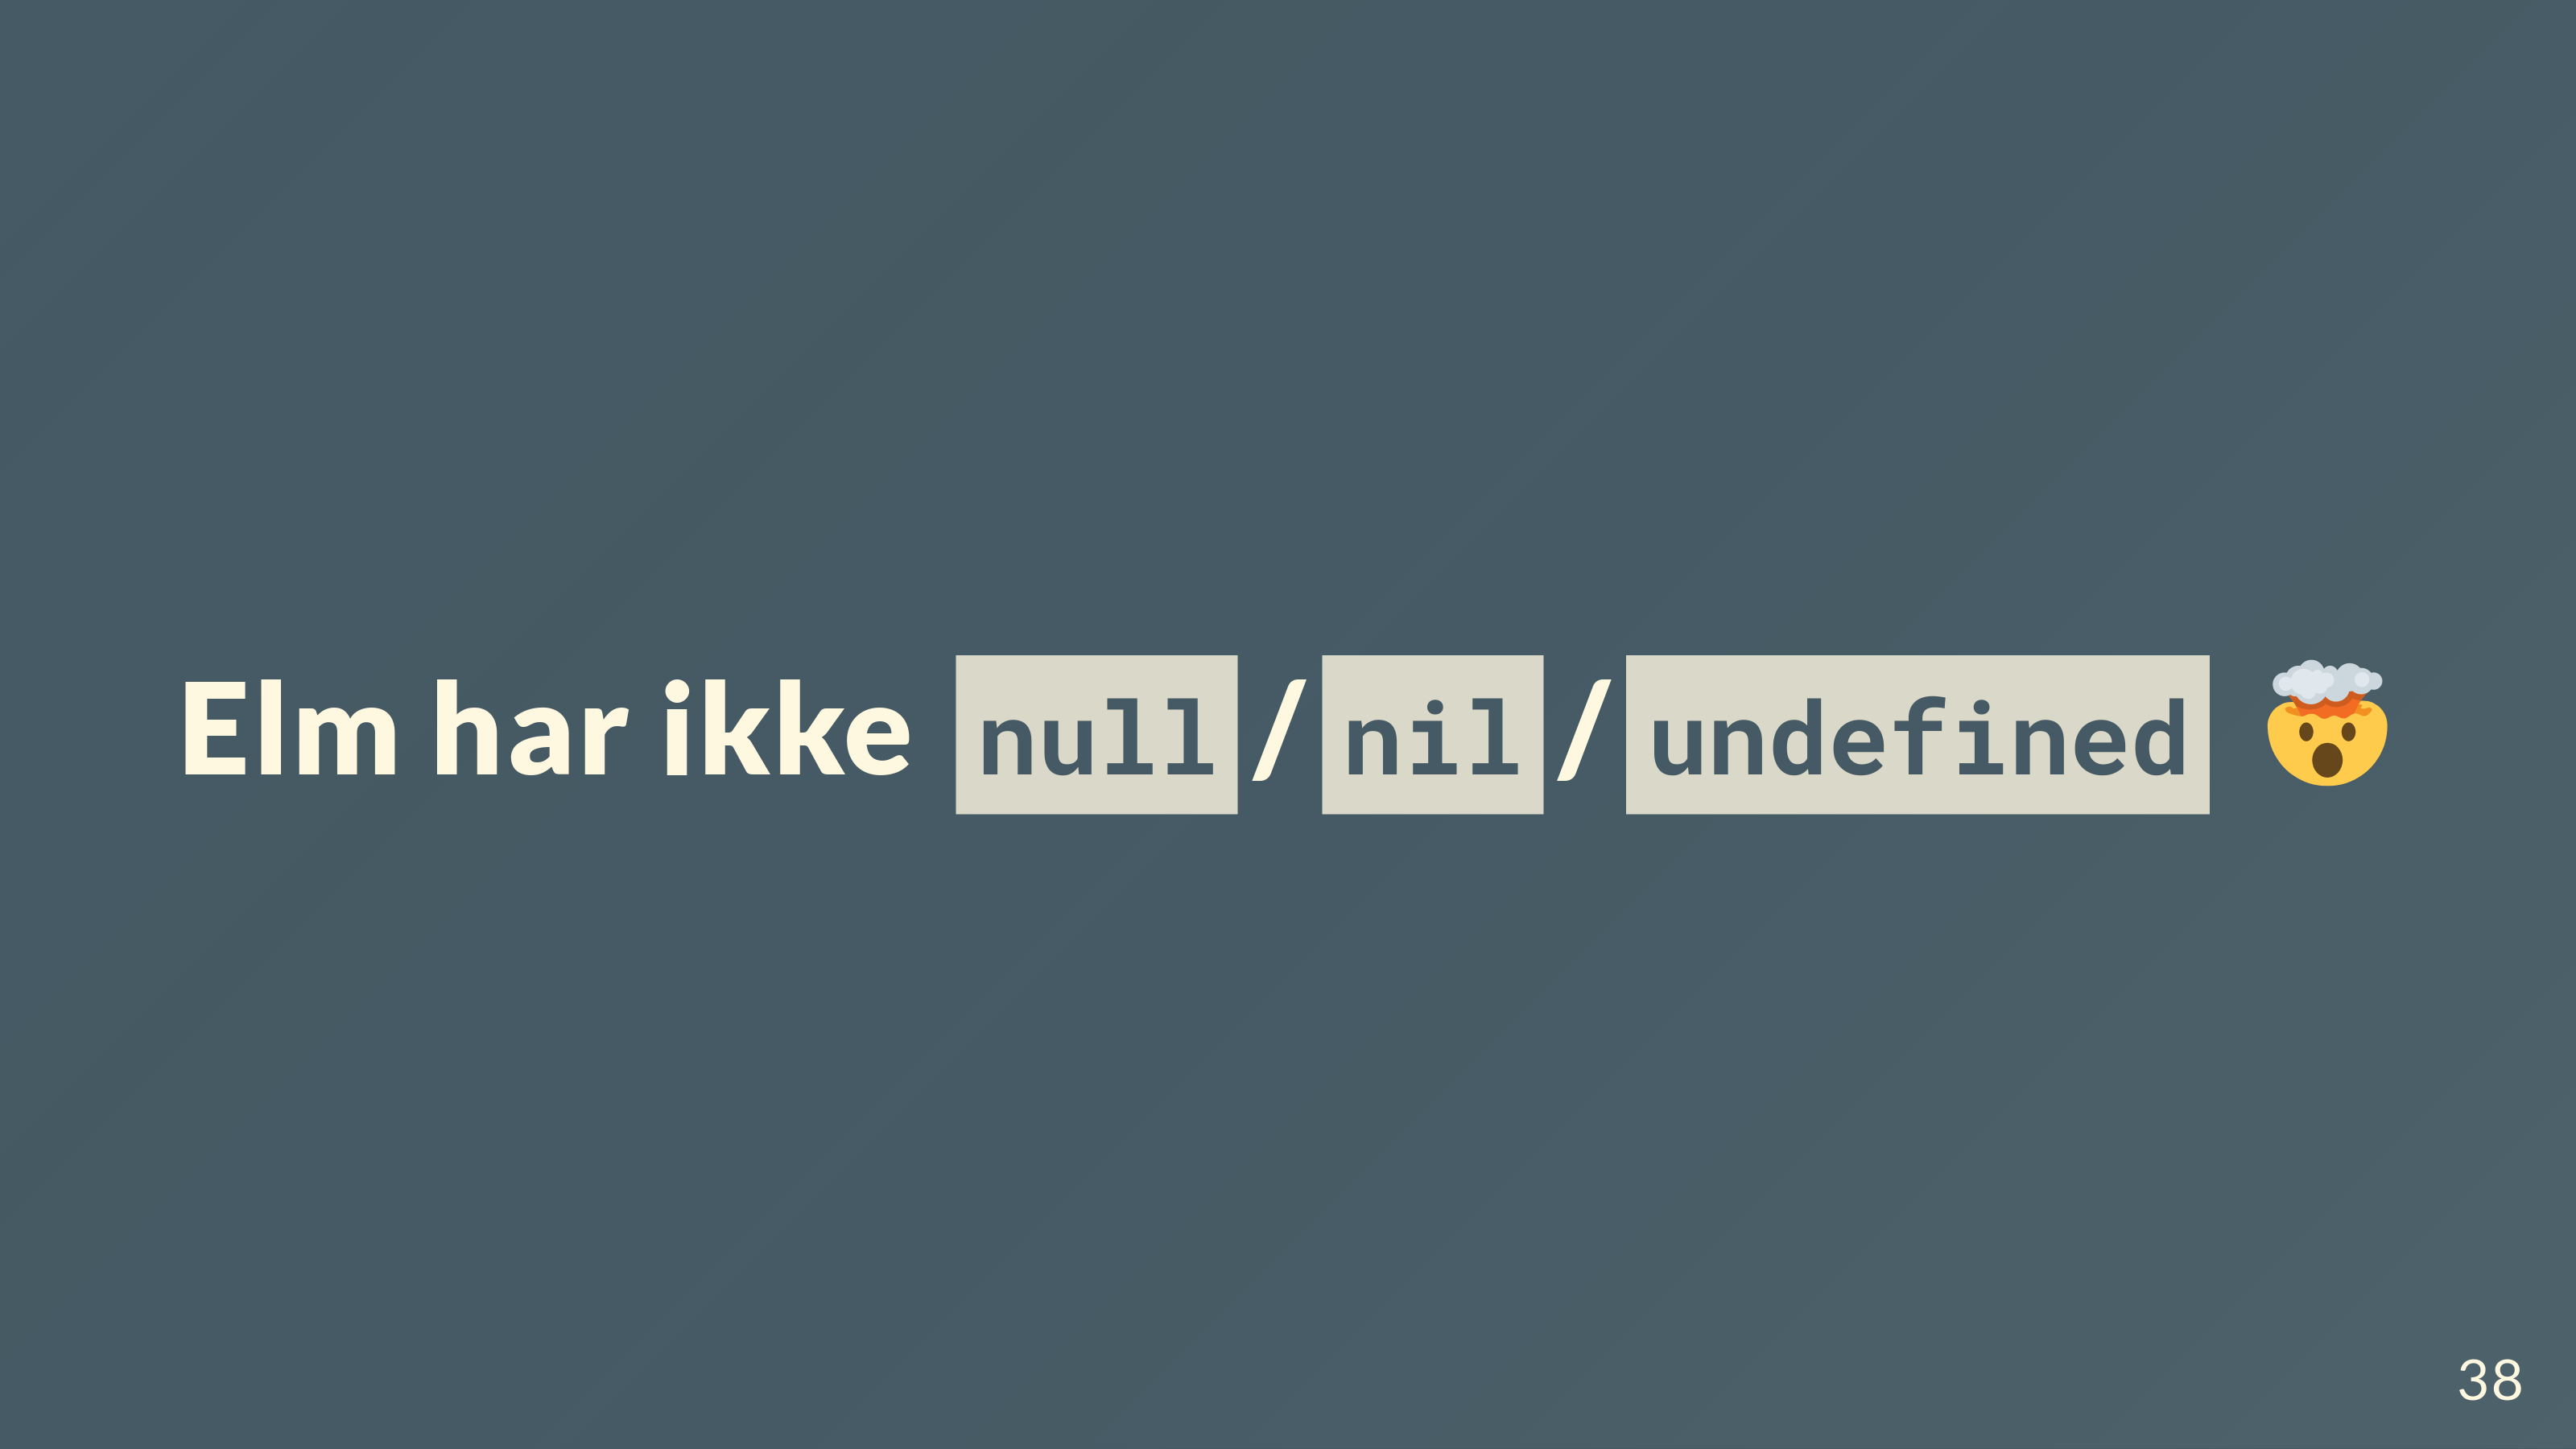 Elm har ikke null/nil/undefined 🤯
38